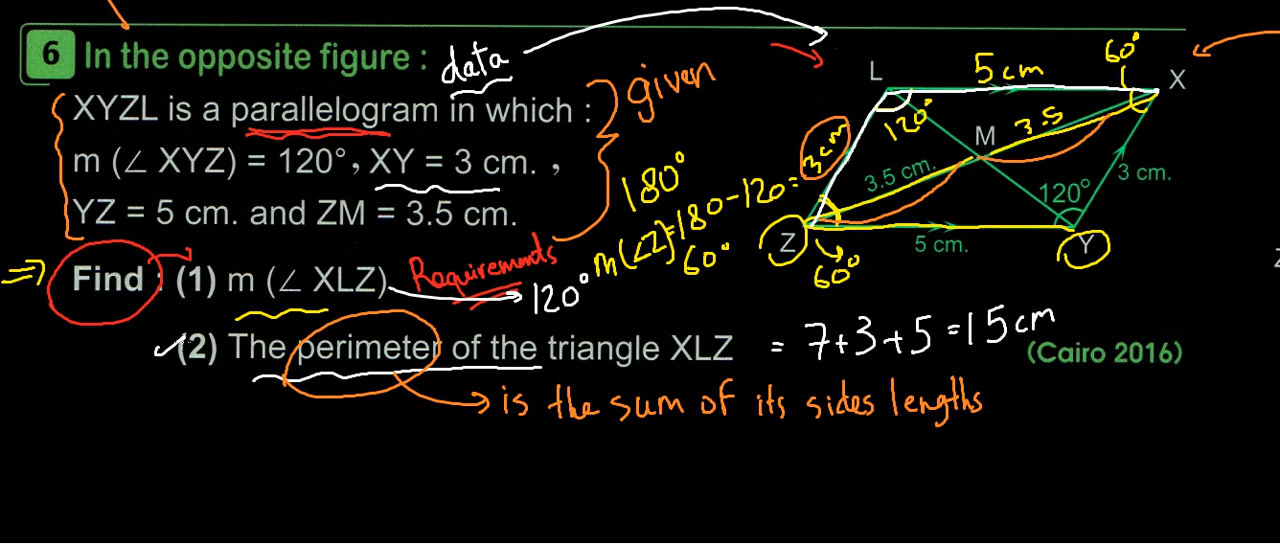 6 In the opposite figure : data
XYZL is a parallelogram in which : given
m (∠ XYZ) = 120°, XY = 3 cm. ,
YZ = 5 cm. and ZM = 3.5 cm.
Find : (1) m (∠ XLZ) Requirements 120°
(2) The perimeter of the triangle XLZ = 7+3+5=15cm
(Cairo 2016)
is the sum of its sides lengths
180°
m(∠Z)=180-120=
60°
L 5 cm 60° X
120° M 3.5
3 cm 3.5 cm. 120° 3 cm.
Z 5 cm. Y
60°